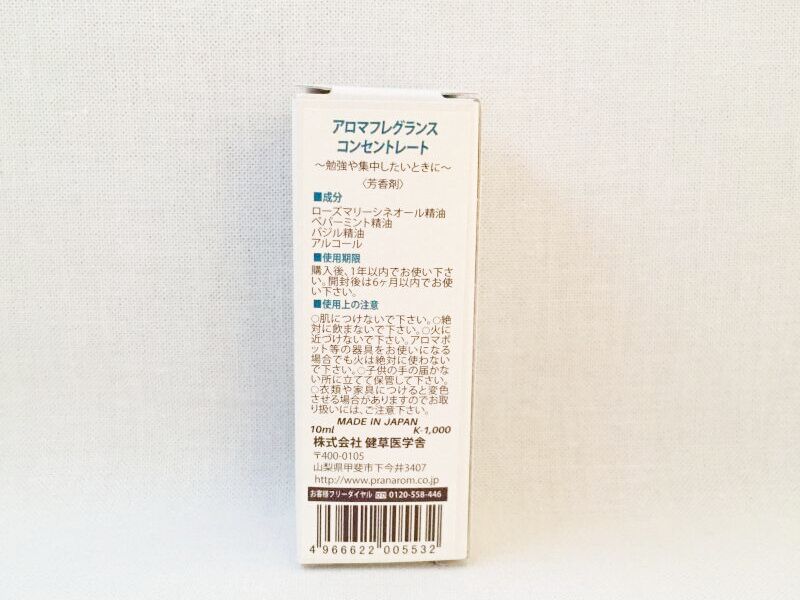 アロマフレグランス
コンセントレート
～勉強や集中したいときに～
〈芳香剤〉
■成分
ローズマリーシネオール精油
ペパーミント精油
バジル精油
アルコール
■使用期限
購入後、1年以内でお使い下さ
い。開封後は6ヶ月以内でお使
い下さい。
■使用上の注意
○肌につけないで下さい。○絶
対に飲まないで下さい。○火に
近づけないで下さい。アロマポ
ット等の器具をお使いになる
場合でも火は絶対に使わない
で下さい。○子供の手の届かな
い所に立てて保管して下さい。
○衣類や家具につけると変色
させる場合がありますのでお取
り扱いには、ご注意下さい。
MADE IN JAPAN
10ml K-1,000
株式会社 健草医学舎
〒400-0105
山梨県甲斐市下今井3407
http://www.pranarom.co.jp
お客様フリーダイヤル 0120-558-446
4 966622 005532